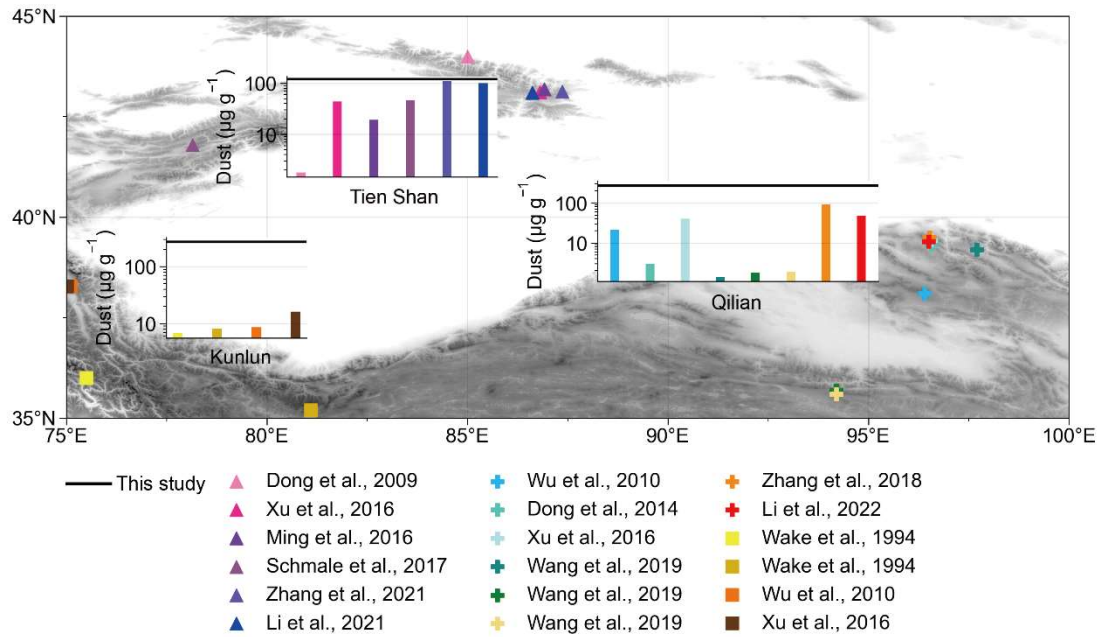 45°N
Dust (µg g⁻¹)
100
10
Tien Shan
40°N
Dust (µg g⁻¹)
100
10
Qilian
Dust (µg g⁻¹)
100
10
Kunlun
35°N
75°E 80°E 85°E 90°E 95°E 100°E
This study Dong et al., 2009 Wu et al., 2010 Zhang et al., 2018
Xu et al., 2016 Dong et al., 2014 Li et al., 2022
Ming et al., 2016 Xu et al., 2016 Wake et al., 1994
Schmale et al., 2017 Wang et al., 2019 Wake et al., 1994
Zhang et al., 2021 Wang et al., 2019 Wu et al., 2010
Li et al., 2021 Wang et al., 2019 Xu et al., 2016